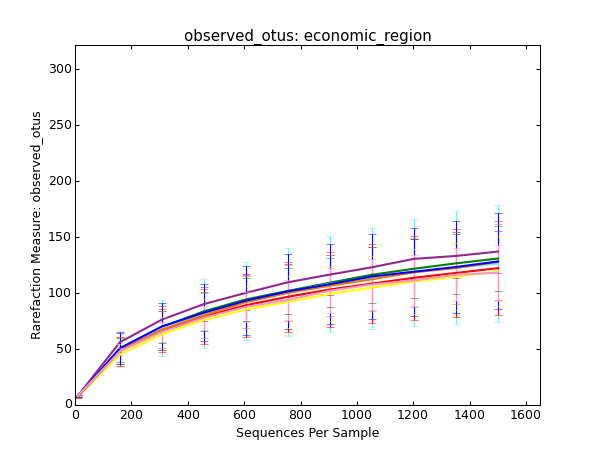 observed_otus: economic_region
Rarefaction Measure: observed_otus
300
250
200
150
100
50
0
0 200 400 600 800 1000 1200 1400 1600
Sequences Per Sample